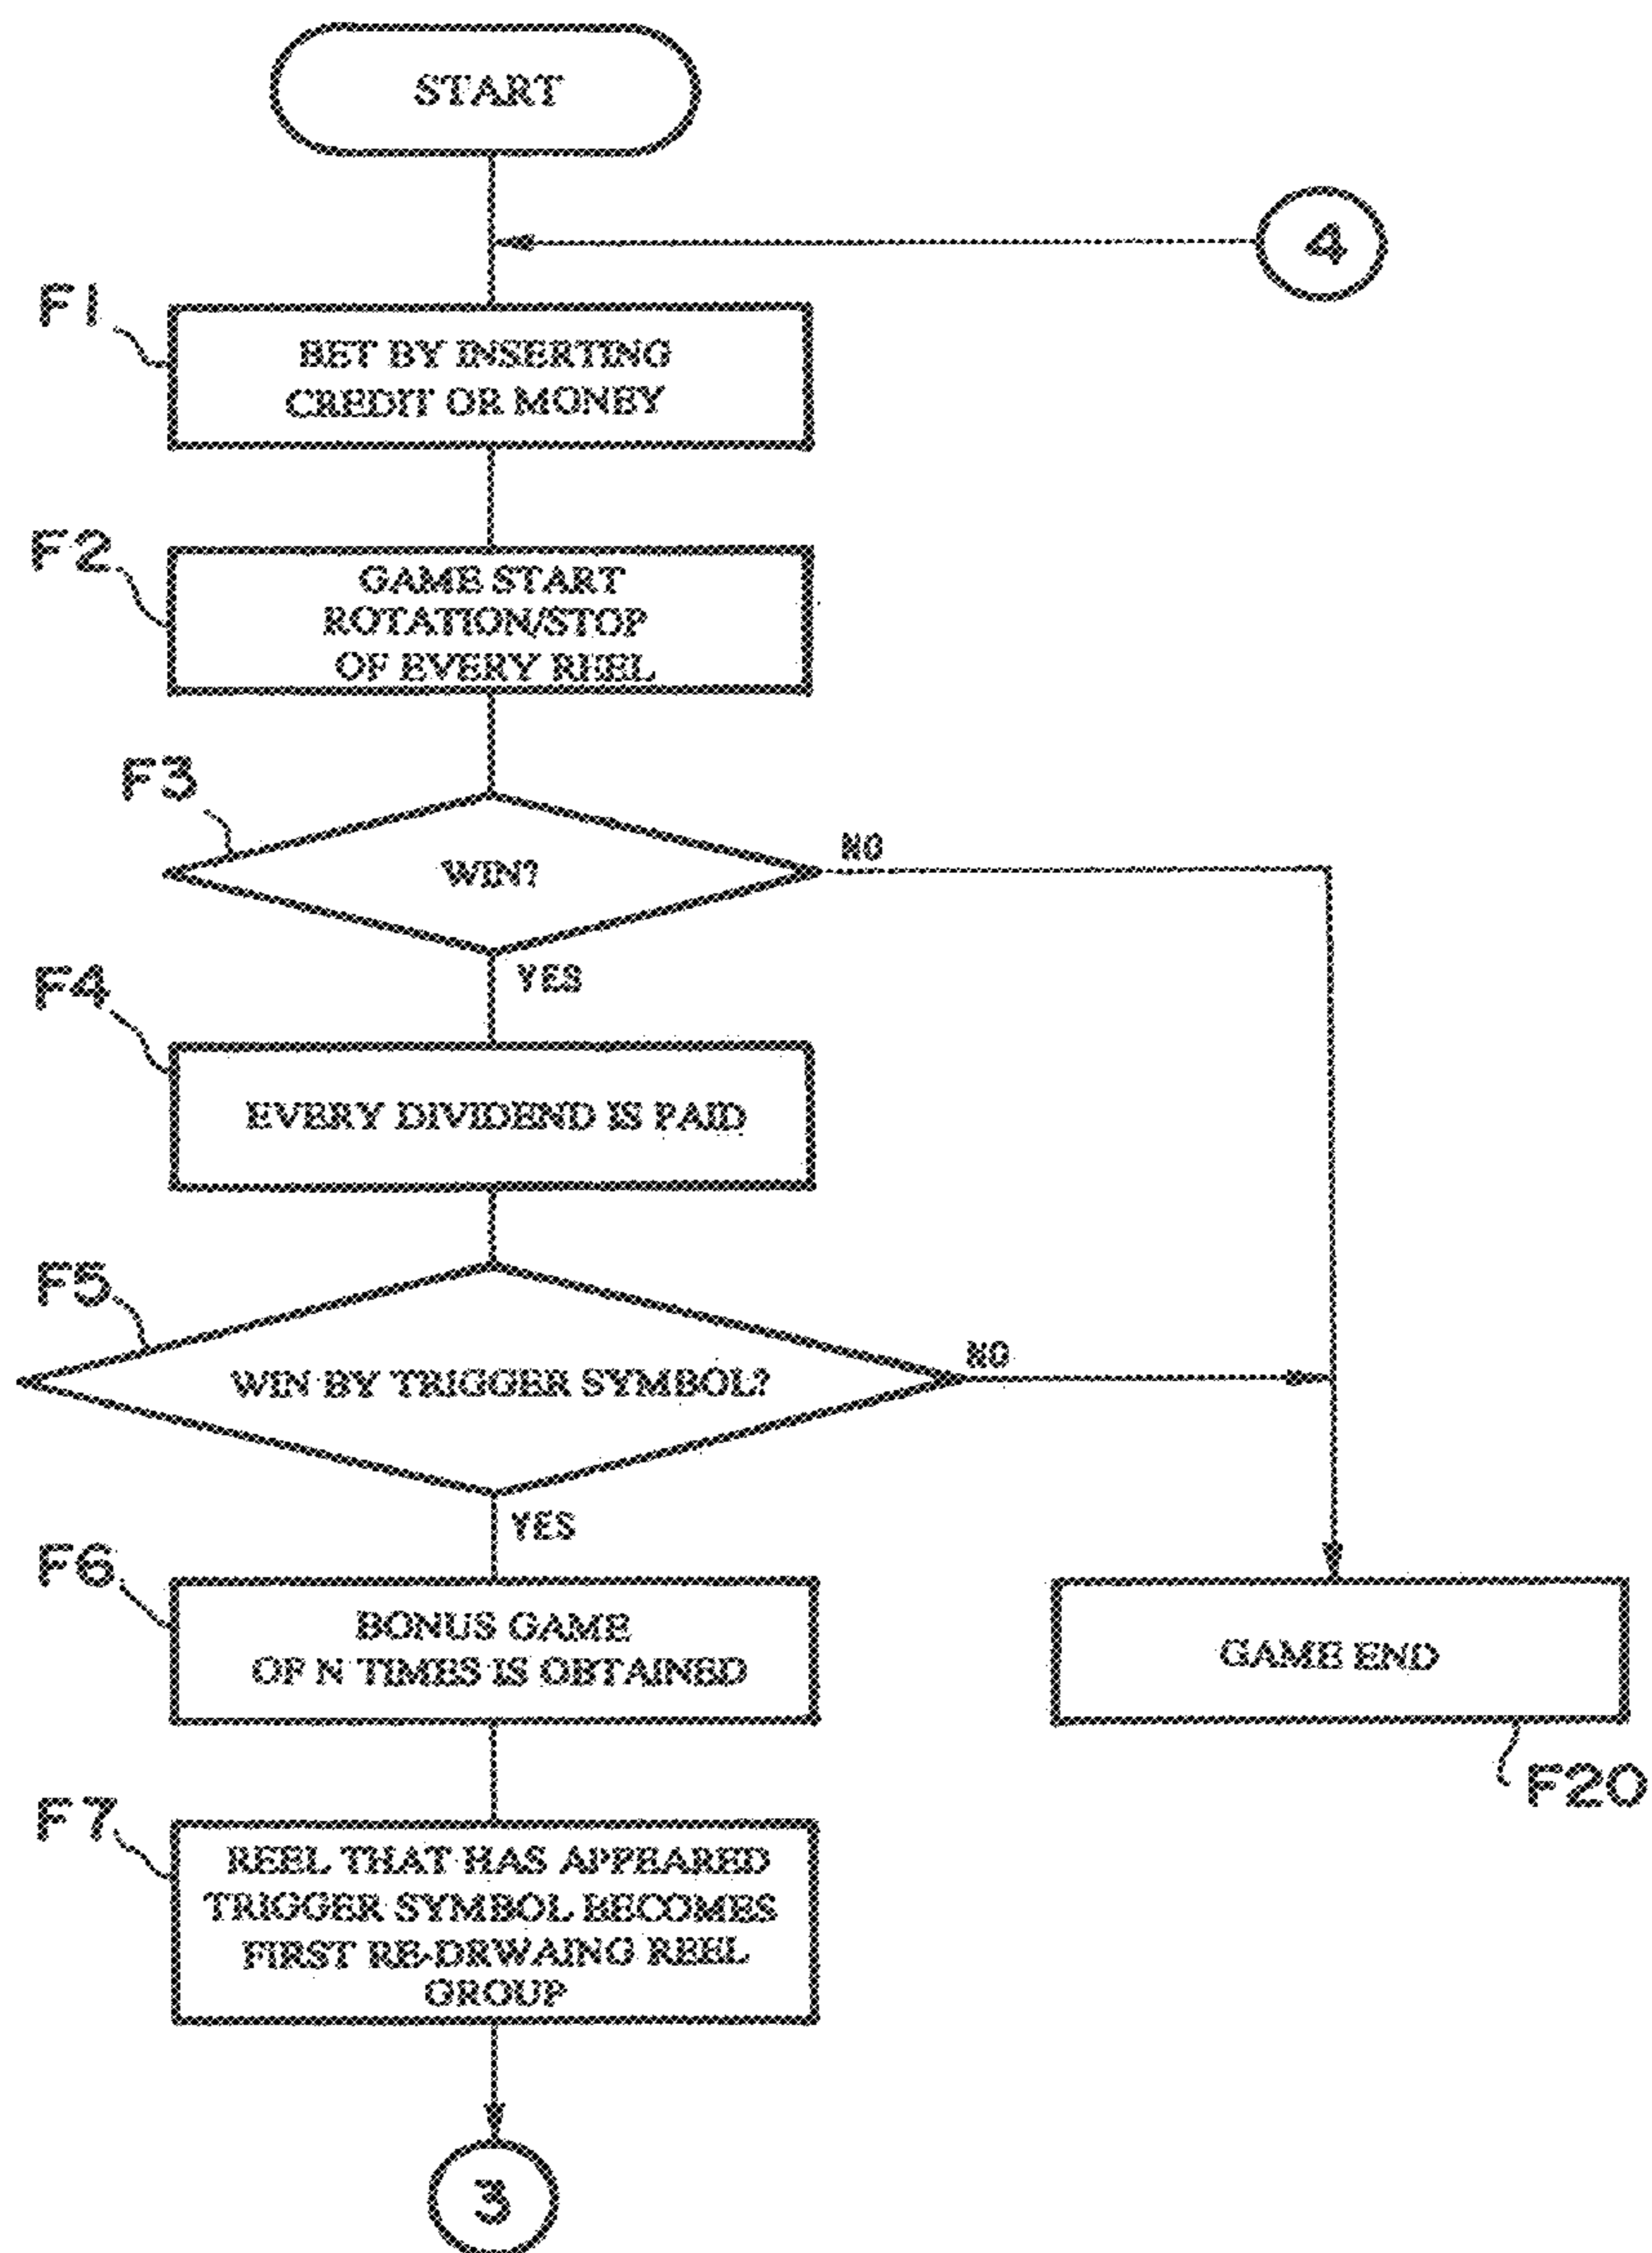 START
4
F1
BET BY INSERTING
CREDIT OR MONEY
F2
GAME START
ROTATION/STOP
OF EVERY REEL
F3
WIN?
NO
YES
F4
EVERY DIVIDEND IS PAID
F5
WIN BY TRIGGER SYMBOL?
NO
YES
F6
BONUS GAME
OF N TIMES IS OBTAINED
GAME END
F20
F7
REEL THAT HAS APPEARED
TRIGGER SYMBOL BECOMES
FIRST RE-DRWAING REEL
GROUP
3